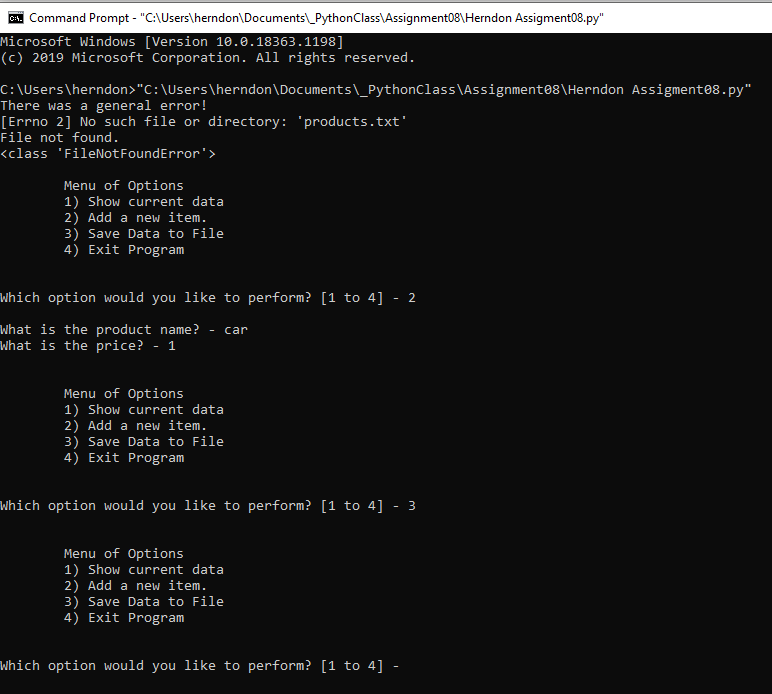 Command Prompt - "C:\Users\herndon\Documents\_PythonClass\Assignment08\Herndon Assigment08.py"
Microsoft Windows [Version 10.0.18363.1198]
(c) 2019 Microsoft Corporation. All rights reserved.
C:\Users\herndon>"C:\Users\herndon\Documents\_PythonClass\Assignment08\Herndon Assigment08.py"
There was a general error!
[Errno 2] No such file or directory: 'products.txt'
File not found.
<class 'FileNotFoundError'>
Menu of Options
1) Show current data
2) Add a new item.
3) Save Data to File
4) Exit Program
Which option would you like to perform? [1 to 4] - 2
What is the product name? - car
What is the price? - 1
Menu of Options
1) Show current data
2) Add a new item.
3) Save Data to File
4) Exit Program
Which option would you like to perform? [1 to 4] - 3
Menu of Options
1) Show current data
2) Add a new item.
3) Save Data to File
4) Exit Program
Which option would you like to perform? [1 to 4] -